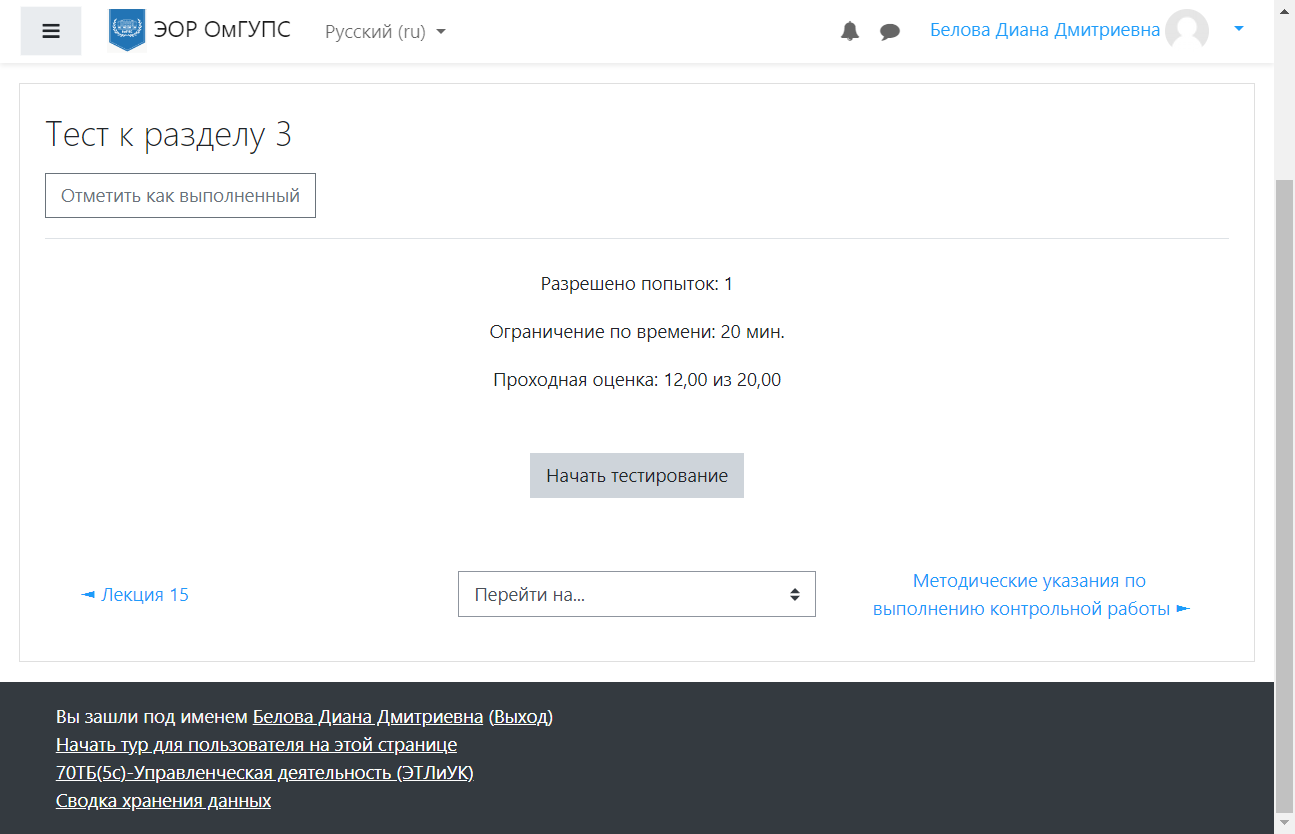 ЭОР ОмГУПС
Русский (ru)
Белова Диана Дмитриевна
Тест к разделу 3
Отметить как выполненный
Разрешено попыток: 1
Ограничение по времени: 20 мин.
Проходная оценка: 12,00 из 20,00
Начать тестирование
◄ Лекция 15
Перейти на...
Методические указания по
выполнению контрольной работы ►
Вы зашли под именем Белова Диана Дмитриевна (Выход)
Начать тур для пользователя на этой странице
70ТБ(5с)-Управленческая деятельность (ЭТЛиУК)
Сводка хранения данных